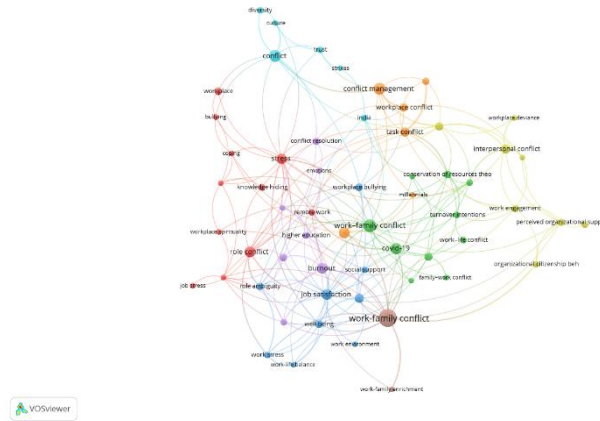 diversity
culture
conflict
trust
stress
workplace
conflict management
workplace conflict
bullying
india
task conflict
workplace deviance
conflict resolution
interpersonal conflict
coping
stress
emotions
conservation of resources theo
knowledge hiding
workplace bullying
millennials
remote work
work engagement
turnover intentions
workplace spirituality
higher education
work-family conflict
perceived organizational supp
role conflict
covid-19
work-life conflict
burnout
social support
organizational citizenship beh
job stress
role ambiguity
family-work conflict
job satisfaction
well-being
work-family conflict
work environment
work stress
work-life balance
work-family enrichment
VOSviewer